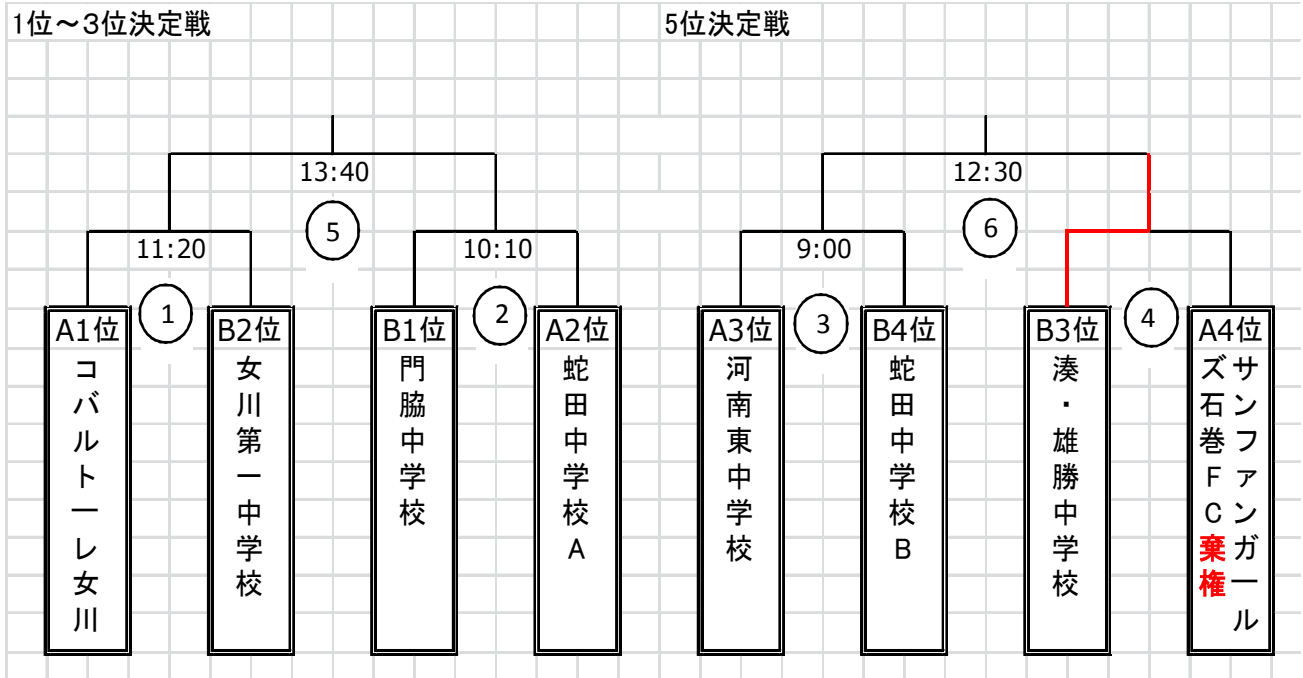 1位～3位決定戦
5位決定戦
13:40
12:30
5
6
11:20
10:10
9:00
1
2
3
4
A1位
コバルトーレ女川
B2位
女川第一中学校
B1位
門脇中学校
A2位
蛇田中学校A
A3位
河南東中学校
B4位
蛇田中学校B
B3位
湊・雄勝中学校
A4位
サンファンガール
ズ石巻FC棄権